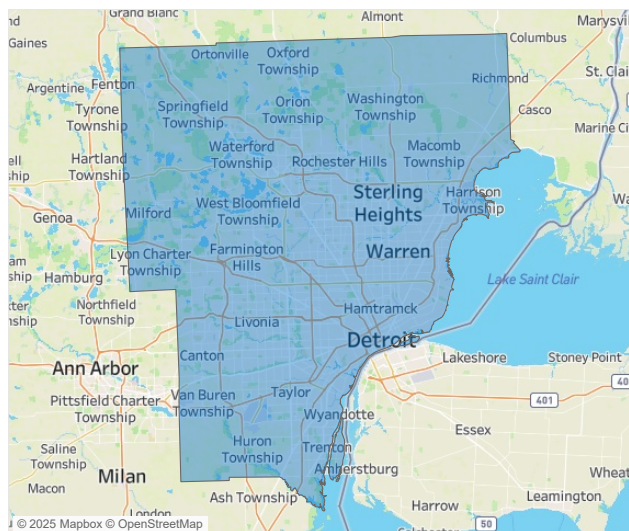 Grand Blanc
Almont
Marysvi
Gaines
Ortonville
Oxford
Township
Columbus
Argentine
Fenton
Richmond
St. Clair
Tyrone
Township
Springfield
Township
Orion
Township
Washington
Township
Casco
Marine City
Hartland
Township
Waterford
Township
Rochester Hills
Macomb
Township
Sterling
Heights
Harrison
Township
Genoa
Milford
West Bloomfield
Township
Warren
Lyon Charter
Township
Farmington
Hills
Hamburg
Lake Saint Clair
Northfield
Township
Livonia
Hamtramck
Detroit
Canton
Lakeshore
Stoney Point
Ann Arbor
Pittsfield Charter
Township
Van Buren
Township
Taylor
Wyandotte
401
40
Essex
Saline
Township
Huron
Township
Trenton
Amherstburg
Milan
Macon
Ash Township
Harrow
Leamington
Wheat
London
50
© 2025 Mapbox © OpenStreetMap